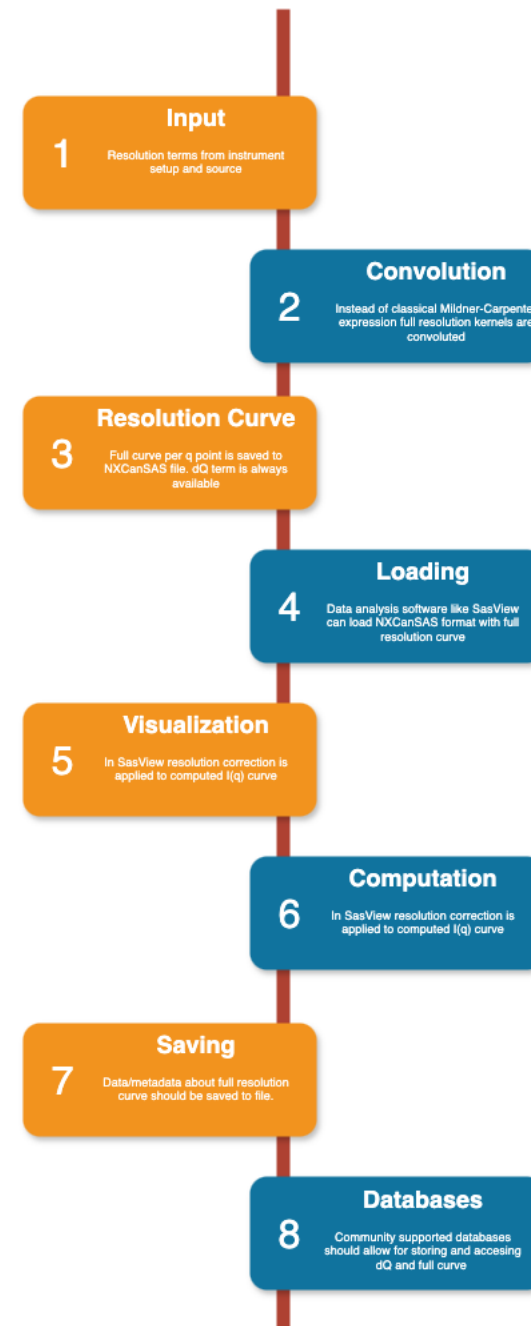 Input
1
Resolution terms from instrument
setup and source
Convolution
2
Instead of classical Mildner-Carpente
expression full resolution kernels are
convoluted
Resolution Curve
3
Full curve per q point is saved to
NXCanSAS file. dQ term is always
available
Loading
4
Data analysis software like SasView
can load NXCanSAS format with full
resolution curve
Visualization
5
In SasView resolution correction is
applied to computed I(q) curve
Computation
6
In SasView resolution correction is
applied to computed I(q) curve
Saving
7
Data/metadata about full resolution
curve should be saved to file.
Databases
8
Community supported databases
should allow for storing and accesing
dQ and full curve